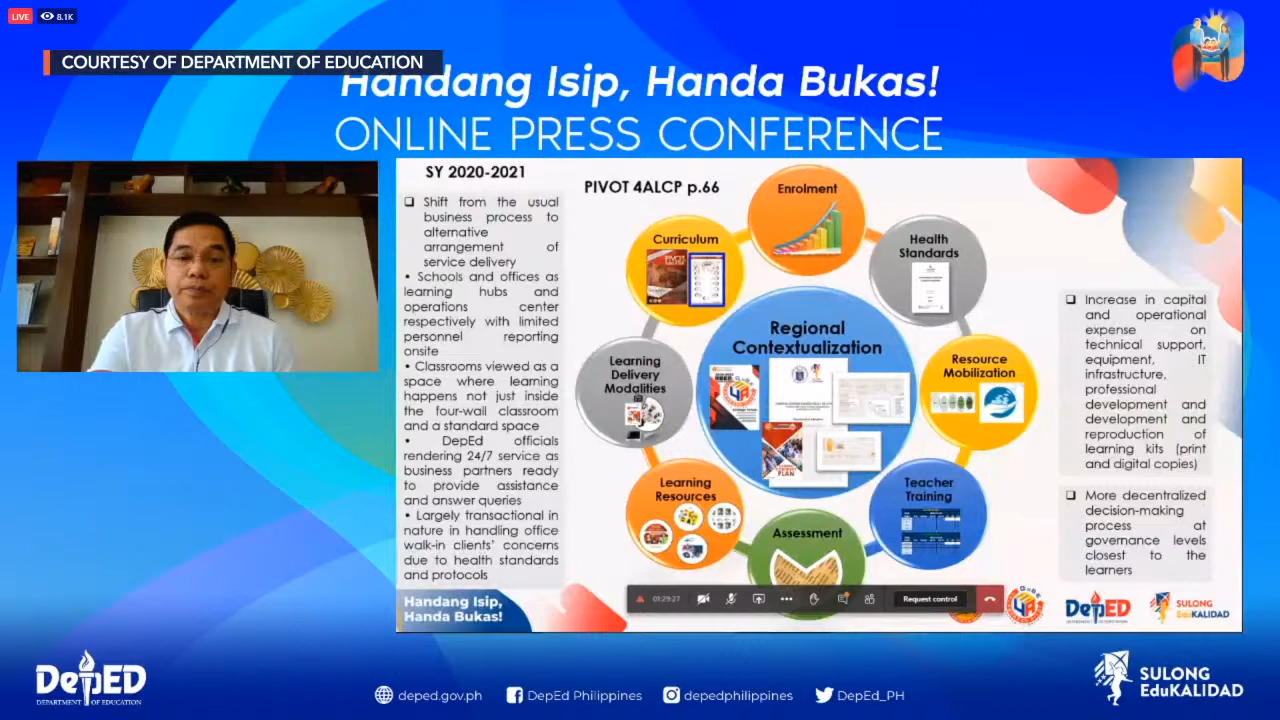 LIVE
8.1K
COURTESY OF DEPARTMENT OF EDUCATION
Handang Isip, Handa Bukas!
ONLINE PRESS CONFERENCE
SY 2020-2021
❑ Shift from the usual
business process to
alternative
arrangement of
service delivery
• Schools and offices as
learning hubs and
operations center
respectively with limited
personnel reporting
onsite
• Classrooms viewed as a
space where learning
happens not just inside
the four-wall classroom
and a standard space
• DepEd officials
rendering 24/7 service as
business partners ready
to provide assistance
and answer queries
• Largely transactional in
nature in handling office
walk-in clients' concerns
due to health standards
and protocols
Handang Isip,
Handa Bukas!
PIVOT 4ALCP p.66
Enrolment
Health
Standards
Resource
Mobilization
Teacher
Training
Assessment
Learning
Resources
Learning
Delivery
Modalities
Curriculum
PIVOT
Regional
Contextualization
PLAN
❑ Increase in capital
and operational
expense on
technical support,
equipment, IT
infrastructure,
professional
development and
development and
reproduction of
learning kits (print
and digital copies)
❑ More decentralized
decision-making
process at
governance levels
closest to the
learners
01:29:27
Request control
4A
DepED
DEPARTMENT OF EDUCATION
SULONG
EduKALIDAD
DepED
DEPARTMENT OF EDUCATION
deped.gov.ph
DepEd Philippines
depedphilippines
DepEd_PH
SULONG
EduKALIDAD